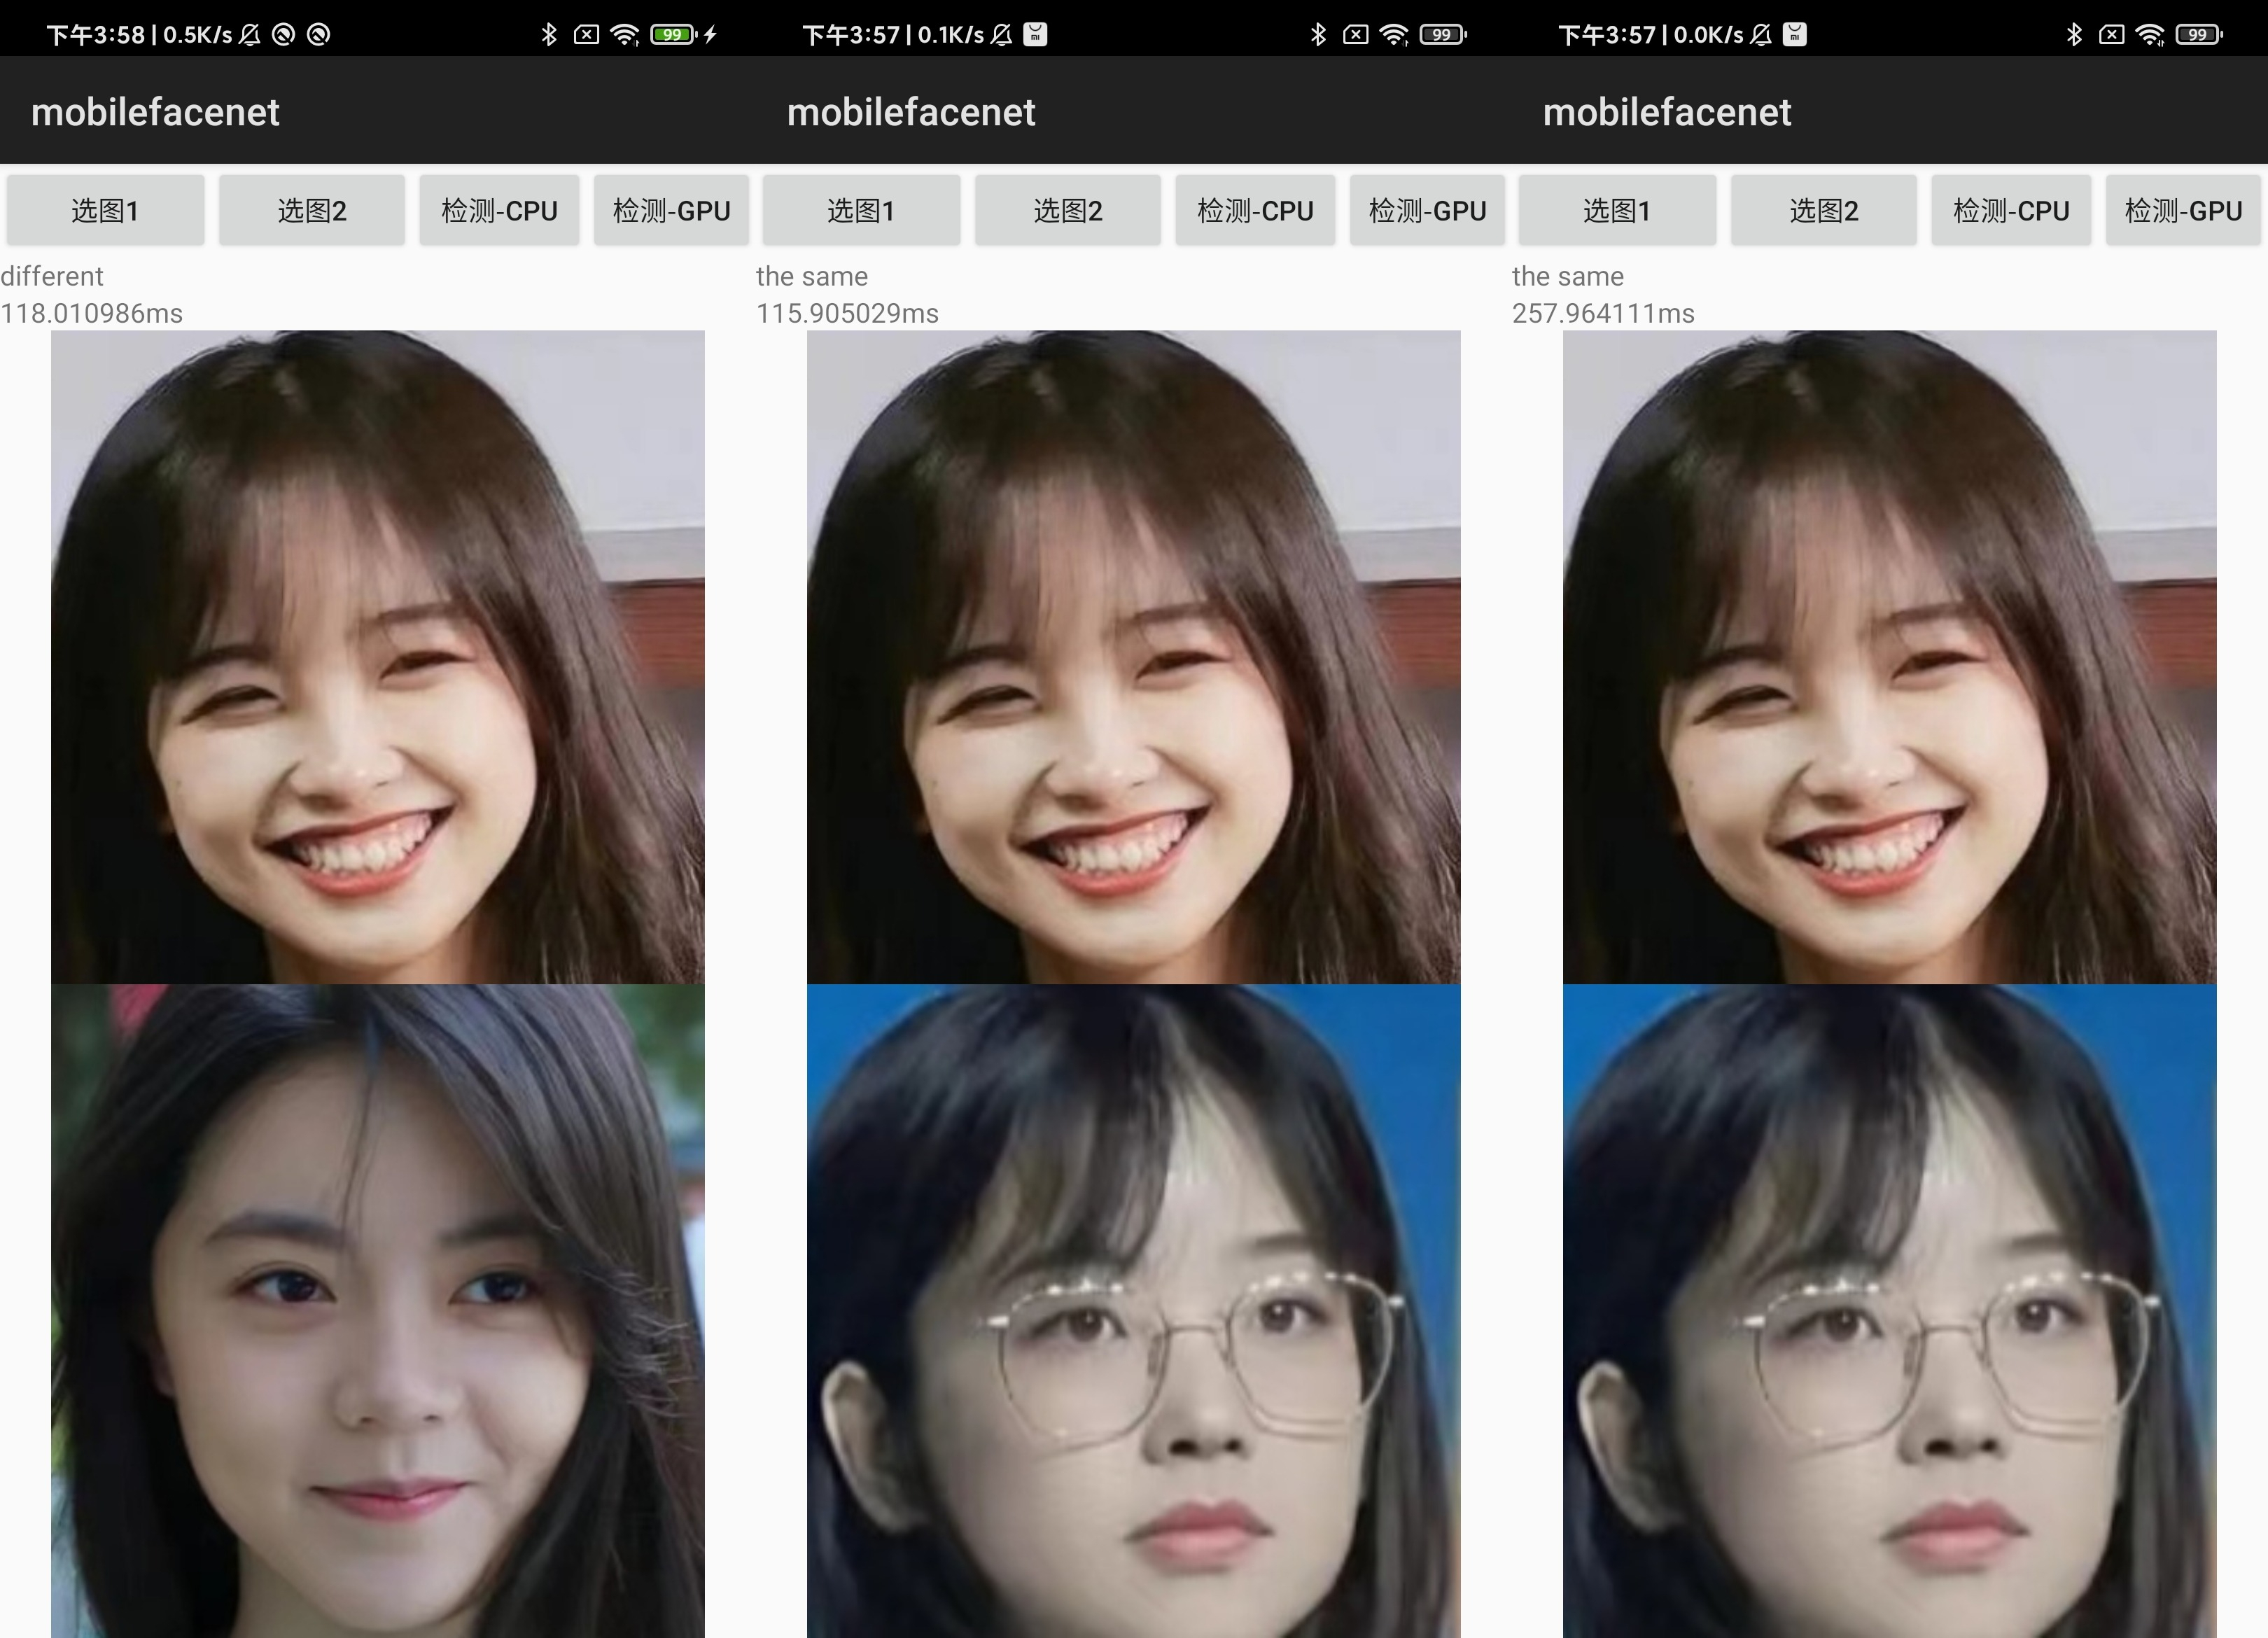 下午3:58 | 0.5K/s
99
mobilefacenet
选图1
选图2
检测-CPU
检测-GPU
different
118.010986ms
下午3:57 | 0.1K/s
mi
99
mobilefacenet
选图1
选图2
检测-CPU
检测-GPU
the same
115.905029ms
下午3:57 | 0.0K/s
mi
99
mobilefacenet
选图1
选图2
检测-CPU
检测-GPU
the same
257.964111ms